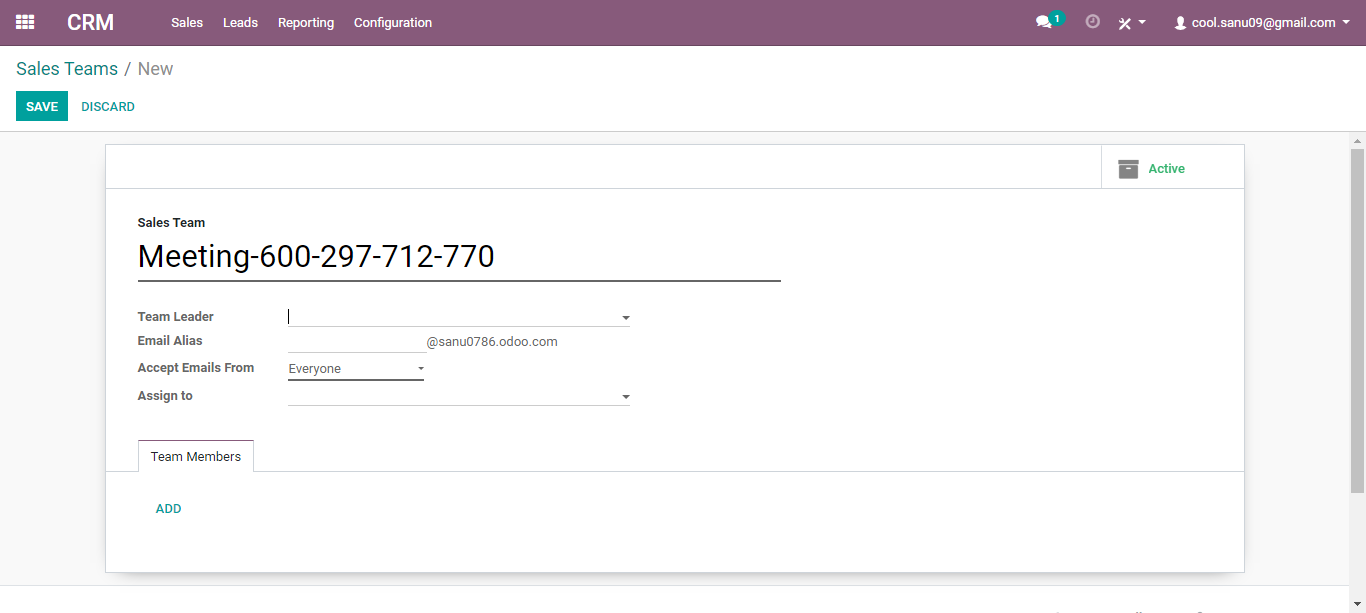 CRM Sales Leads Reporting Configuration 1 cool.sanu09@gmail.com
Sales Teams / New
SAVE DISCARD
Active
Sales Team
Meeting-600-297-712-770
Team Leader
Email Alias @sanu0786.odoo.com
Accept Emails From Everyone
Assign to
Team Members
ADD